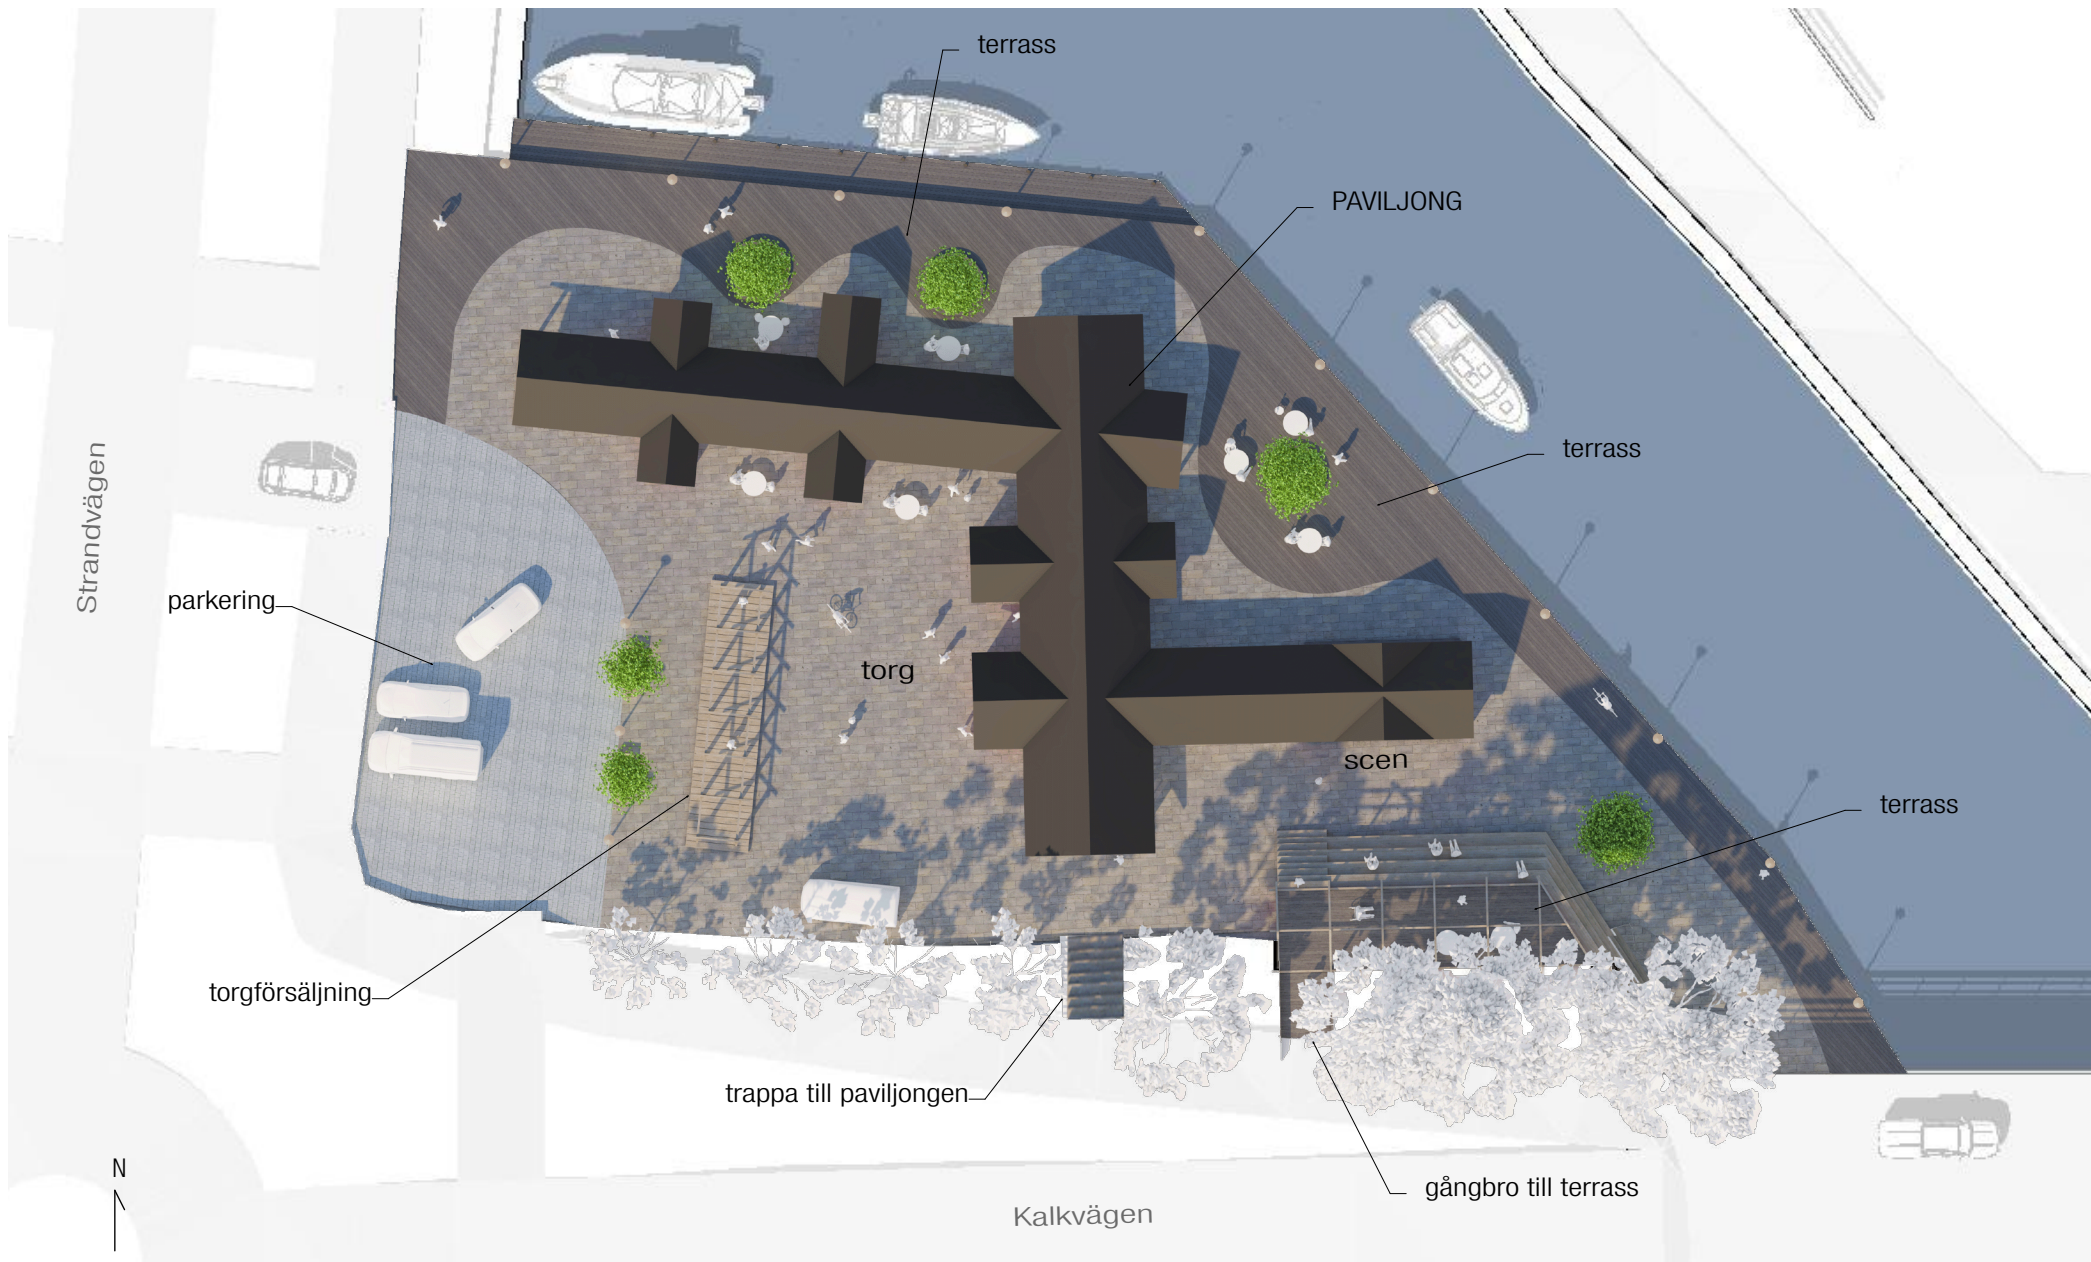 terrass
PAVILJONG
terrass
Strandvägen
parkering
torg
scen
terrass
torgförsäljning
trappa till paviljongen
N
gångbro till terrass
Kalkvägen